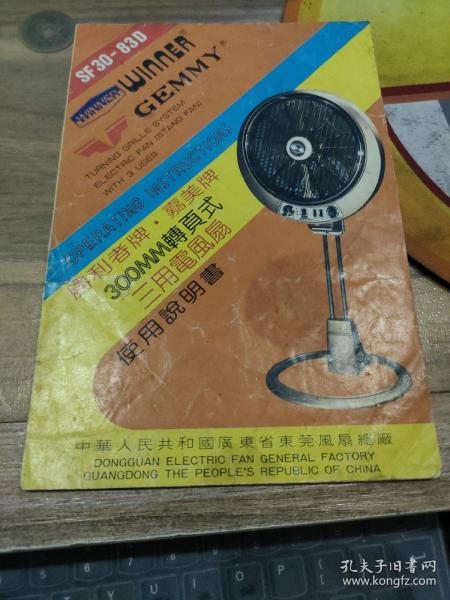 SF30-83D
WINNER
WINNER®
GEMMY®
TURNING GRILLE SYSTEM
ELECTRIC FAN (STAND FAN)
WITH 3 USES
OPERATING INSTRUCTIONS
勝利者牌·嘉美牌
300MM轉頁式
三用電風扇
使用說明書
中華人民共和國廣東省東莞風扇總廠
DONGGUAN ELECTRIC FAN GENERAL FACTORY
GUANGDONG THE PEOPLE'S REPUBLIC OF CHINA
孔夫子旧书网
www.kongfz.com